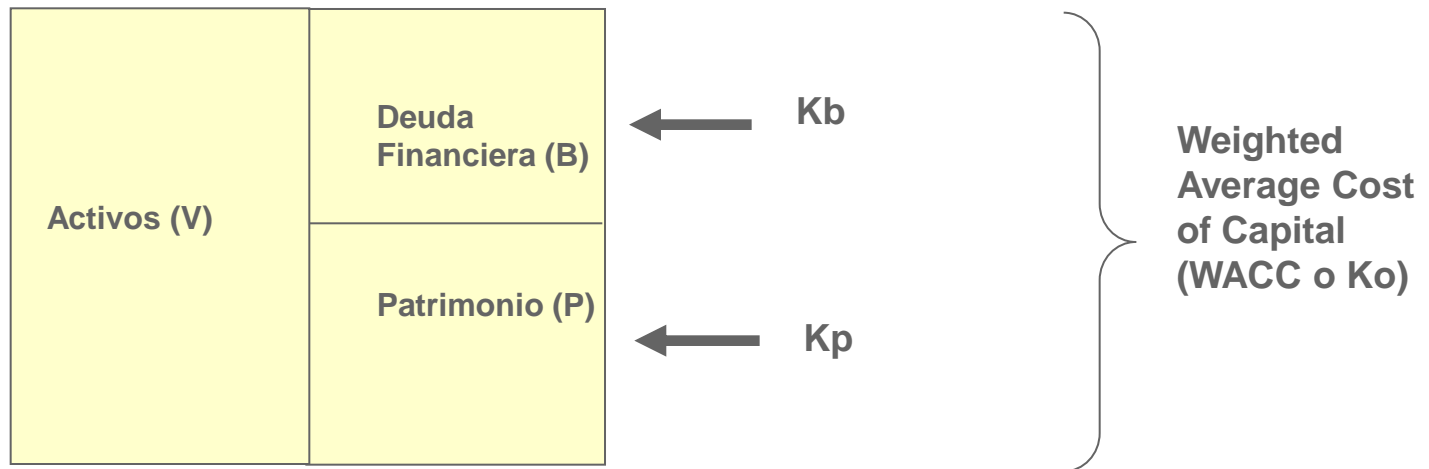 Activos (V)
Deuda
Financiera (B)
Patrimonio (P)
Kb
Kp
Weighted
Average Cost
of Capital
(WACC o Ko)